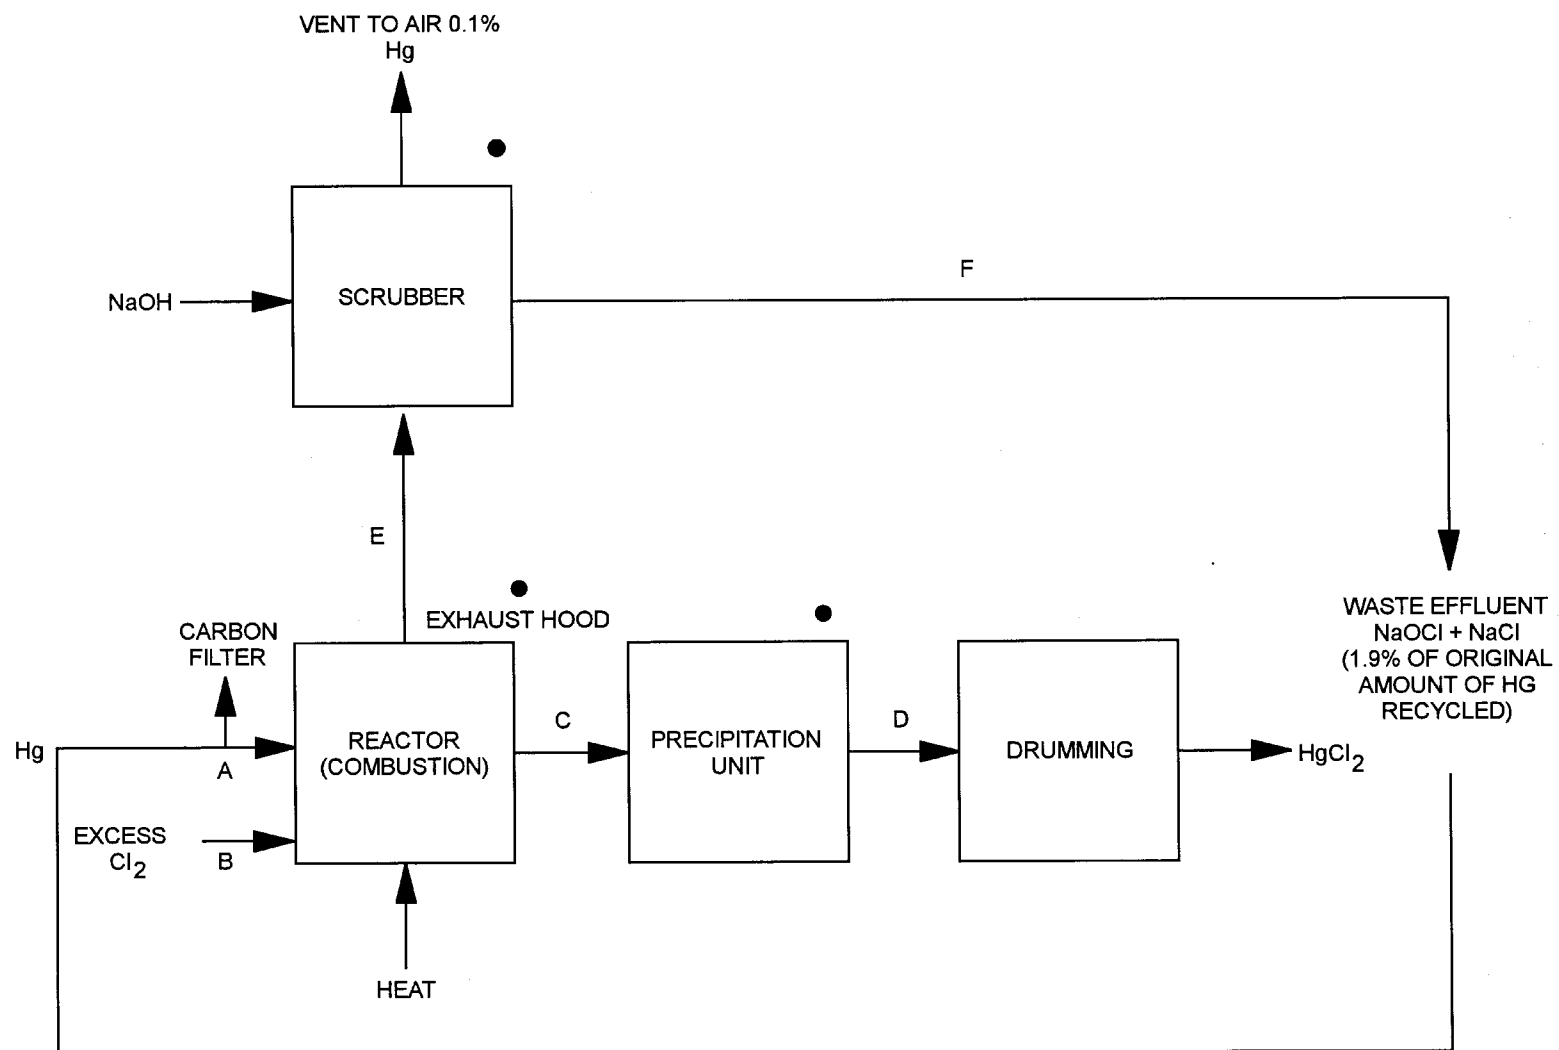 VENT TO AIR 0.1%
Hg
NaOH
SCRUBBER
F
E
EXHAUST HOOD
CARBON
FILTER
WASTE EFFLUENT
NaOCl + NaCl
(1.9% OF ORIGINAL
AMOUNT OF HG
RECYCLED)
Hg
A
REACTOR
(COMBUSTION)
C
PRECIPITATION
UNIT
D
DRUMMING
HgCl2
EXCESS
Cl2
B
HEAT